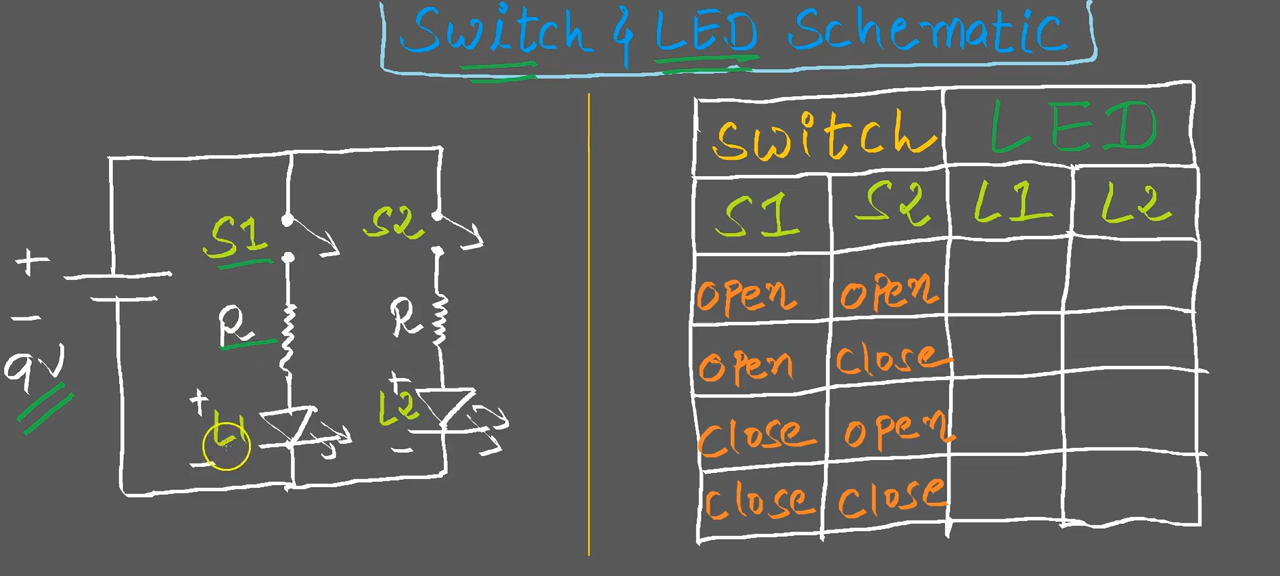 Switch & LED Schematic
Switch LED
S1 S2 L1 L2
open open
open close
close open
close close
S1 S2
+
-
9V
R R
+ L1 -
+ L2 -